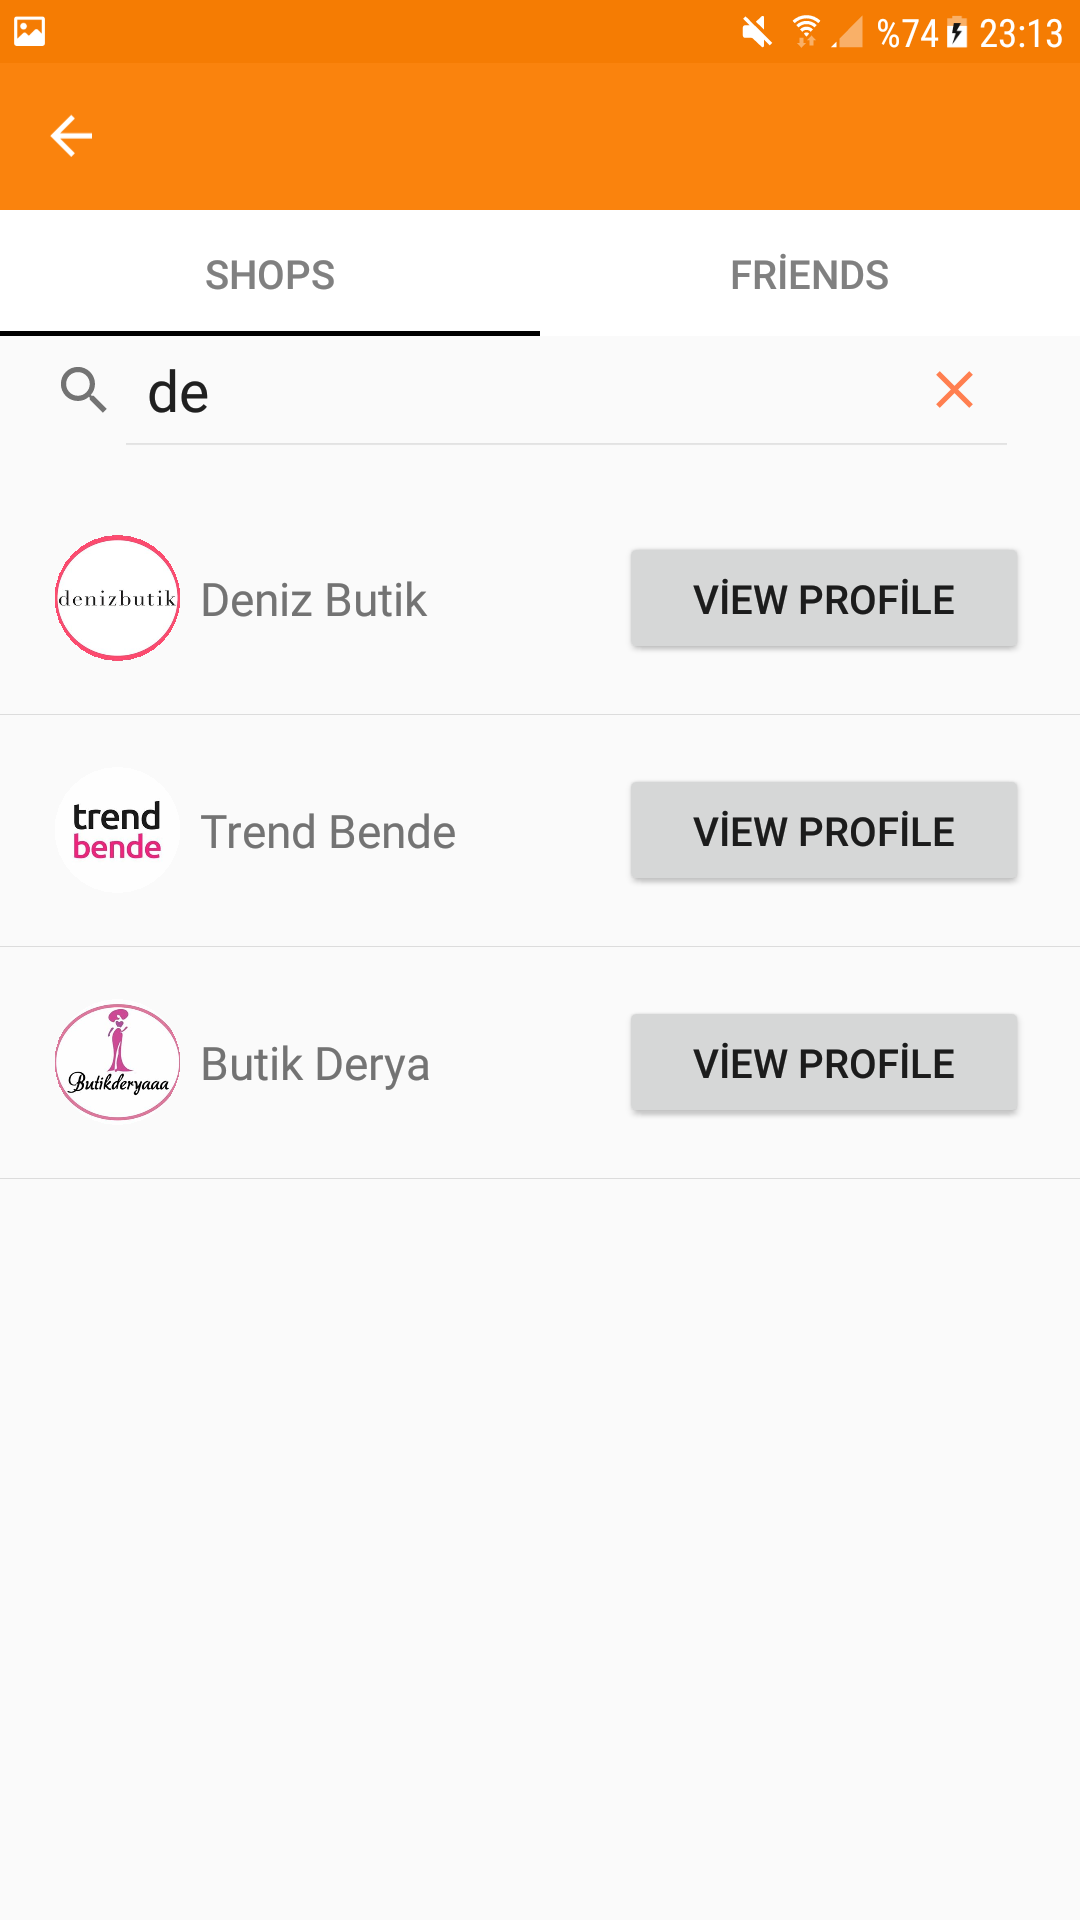 %74 23:13
SHOPS FRİENDS
de
denizbutik Deniz Butik VİEW PROFİLE
trend
bende
Trend Bende VİEW PROFİLE
Butikderyaaa Butik Derya VİEW PROFİLE